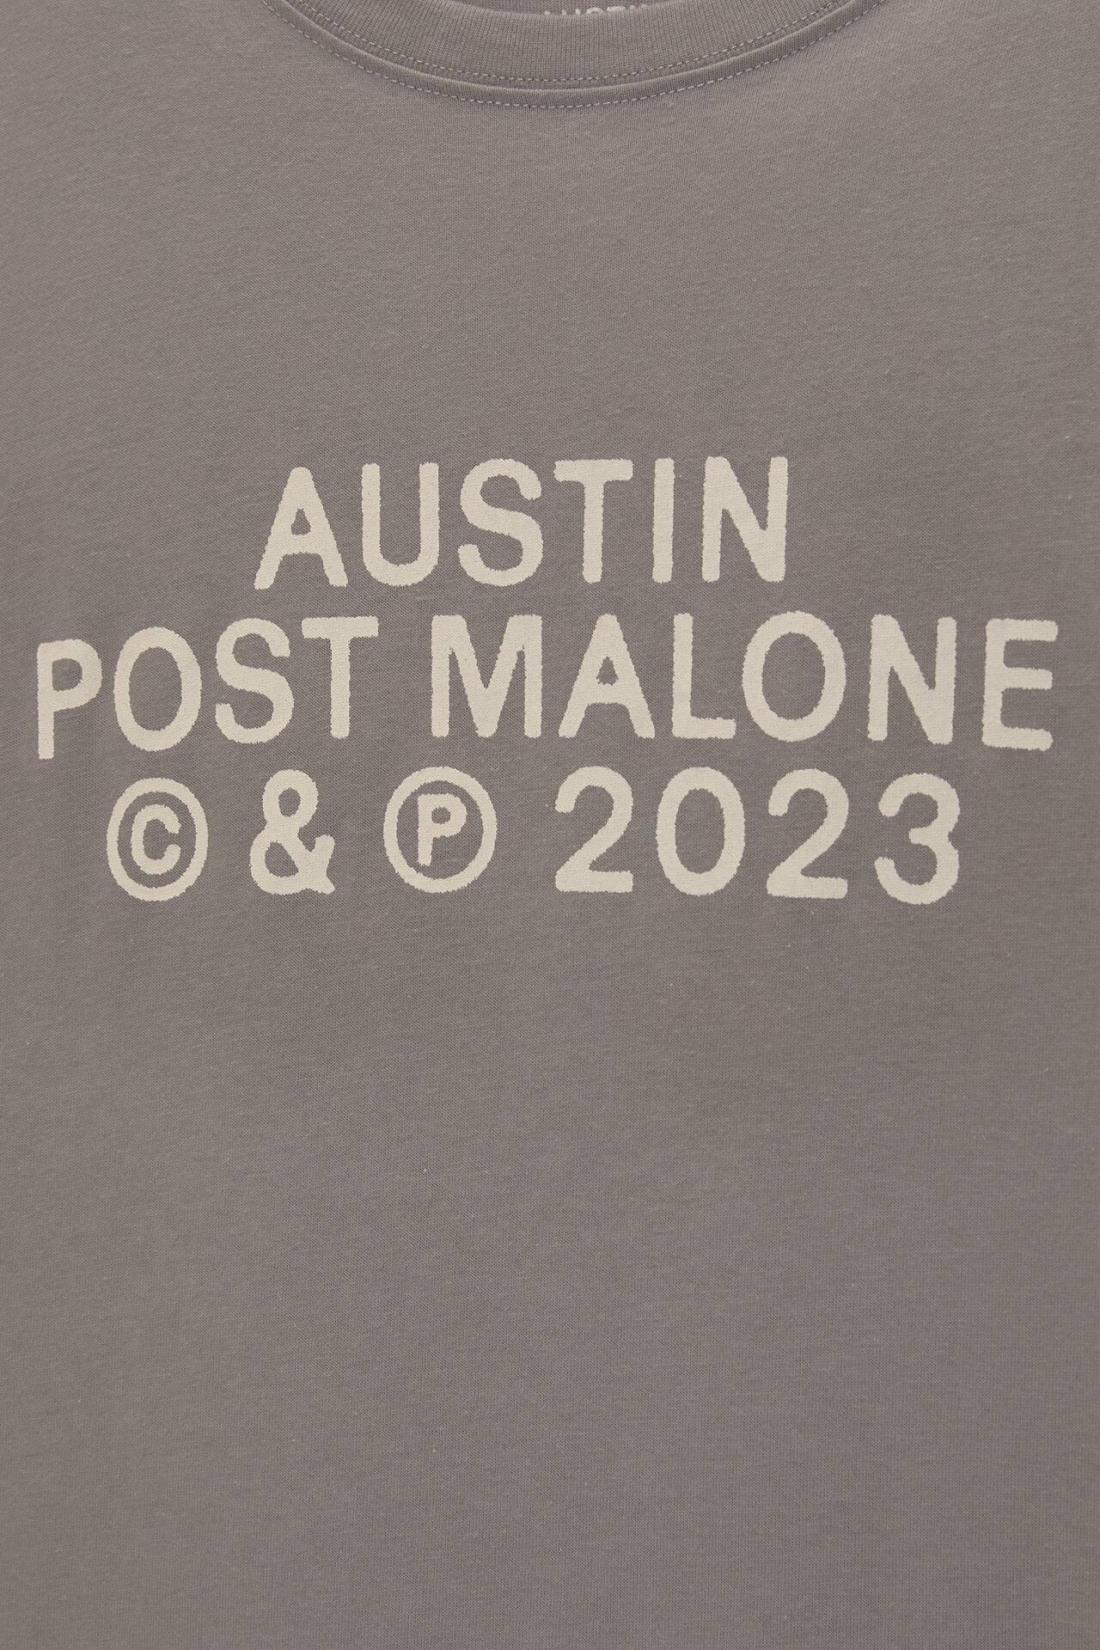 AUSTIN
POST MALONE
© & ℗ 2023